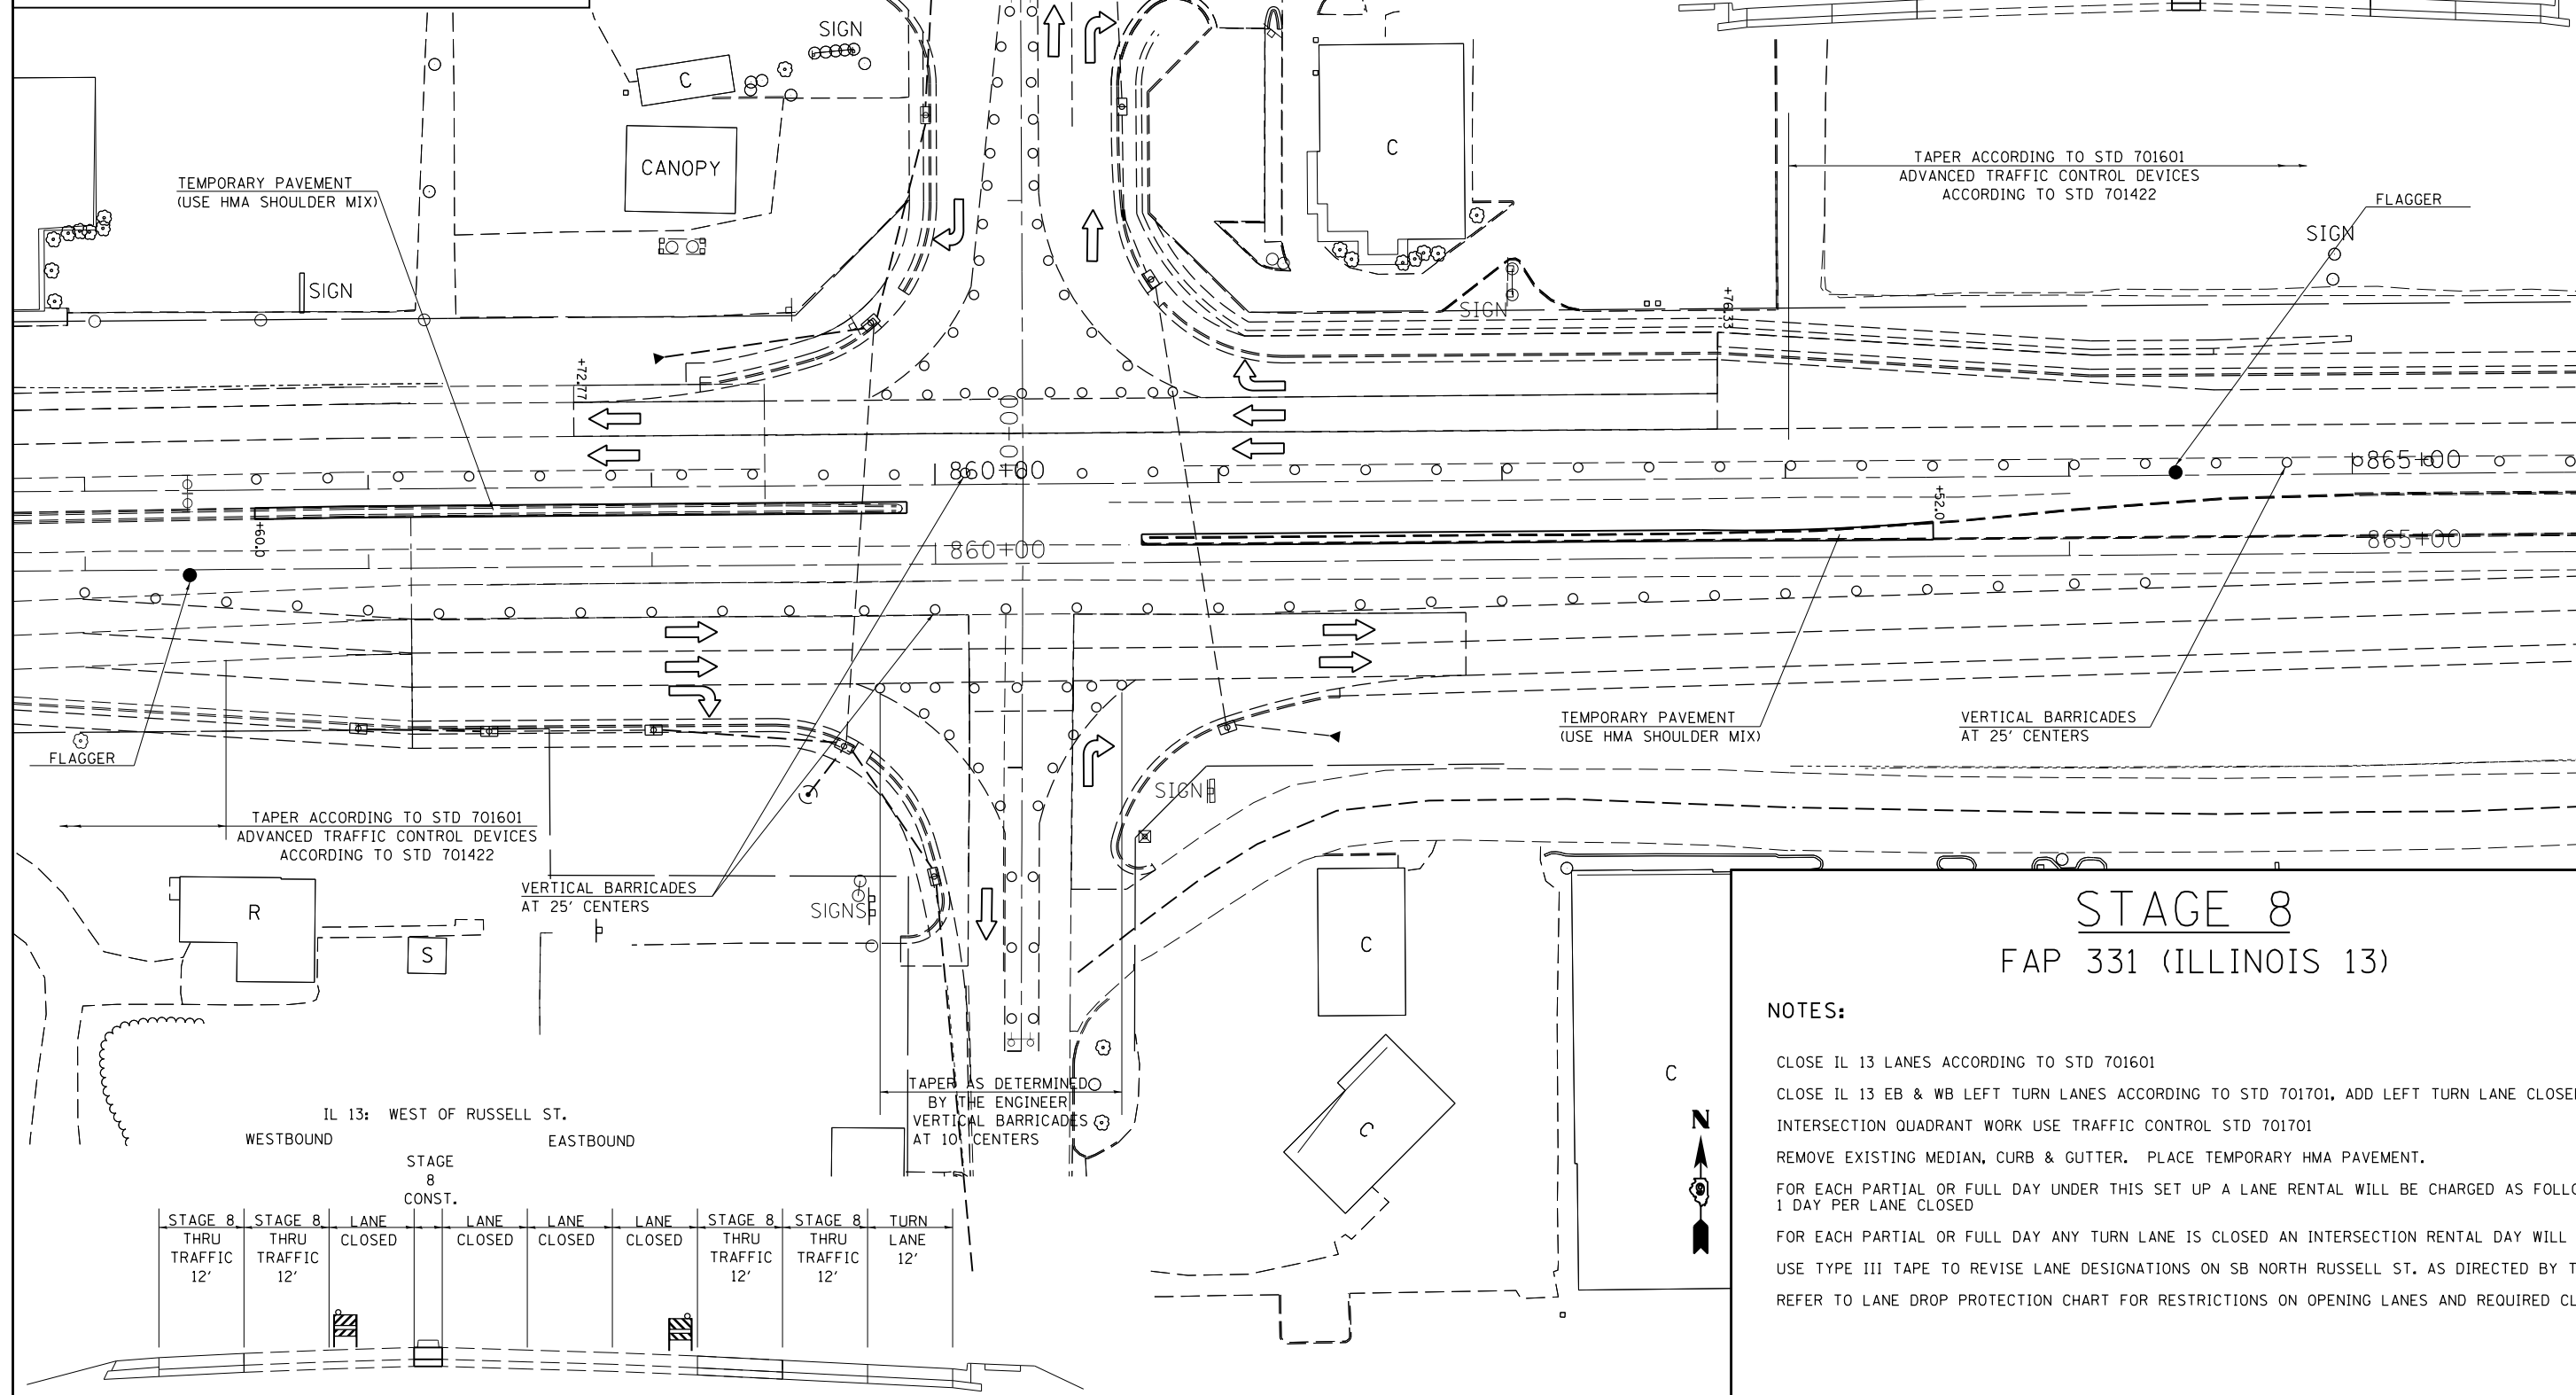 SIGN
C
CANOPY
C
TEMPORARY PAVEMENT
(USE HMA SHOULDER MIX)
SIGN
TAPER ACCORDING TO STD 701601
ADVANCED TRAFFIC CONTROL DEVICES
ACCORDING TO STD 701422
FLAGGER
SIGN
SIGN
+76.33
+72.77
0+00
860+00
865+00
+60.0
+52.0
860+00
865+00
FLAGGER
TEMPORARY PAVEMENT
(USE HMA SHOULDER MIX)
VERTICAL BARRICADES
AT 25' CENTERS
SIGN
TAPER ACCORDING TO STD 701601
ADVANCED TRAFFIC CONTROL DEVICES
ACCORDING TO STD 701422
VERTICAL BARRICADES
AT 25' CENTERS
SIGNS
R
S
C
C
C
TAPER AS DETERMINED
BY THE ENGINEER
VERTICAL BARRICADES
AT 10' CENTERS
IL 13: WEST OF RUSSELL ST.
WESTBOUND EASTBOUND
STAGE
8
CONST.
STAGE 8 THRU TRAFFIC 12'
STAGE 8 THRU TRAFFIC 12'
LANE CLOSED
LANE CLOSED
LANE CLOSED
LANE CLOSED
STAGE 8 THRU TRAFFIC 12'
STAGE 8 THRU TRAFFIC 12'
TURN LANE 12'
N
STAGE 8
FAP 331 (ILLINOIS 13)
NOTES:
CLOSE IL 13 LANES ACCORDING TO STD 701601
CLOSE IL 13 EB & WB LEFT TURN LANES ACCORDING TO STD 701701, ADD LEFT TURN LANE CLOSE
INTERSECTION QUADRANT WORK USE TRAFFIC CONTROL STD 701701
REMOVE EXISTING MEDIAN, CURB & GUTTER. PLACE TEMPORARY HMA PAVEMENT.
FOR EACH PARTIAL OR FULL DAY UNDER THIS SET UP A LANE RENTAL WILL BE CHARGED AS FOLLO
1 DAY PER LANE CLOSED
FOR EACH PARTIAL OR FULL DAY ANY TURN LANE IS CLOSED AN INTERSECTION RENTAL DAY WILL
USE TYPE III TAPE TO REVISE LANE DESIGNATIONS ON SB NORTH RUSSELL ST. AS DIRECTED BY T
REFER TO LANE DROP PROTECTION CHART FOR RESTRICTIONS ON OPENING LANES AND REQUIRED CL